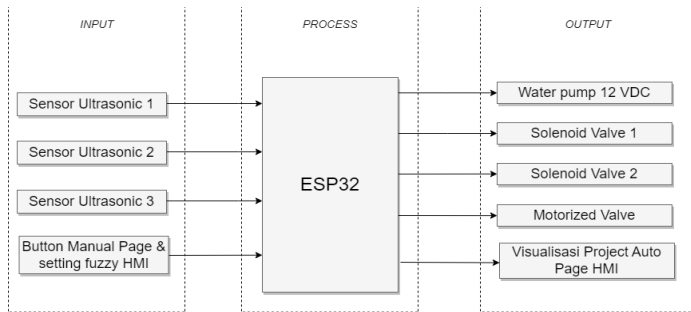 INPUT
PROCESS
OUTPUT
Sensor Ultrasonic 1
Sensor Ultrasonic 2
Sensor Ultrasonic 3
Button Manual Page &
setting fuzzy HMI
ESP32
Water pump 12 VDC
Solenoid Valve 1
Solenoid Valve 2
Motorized Valve
Visualisasi Project Auto
Page HMI